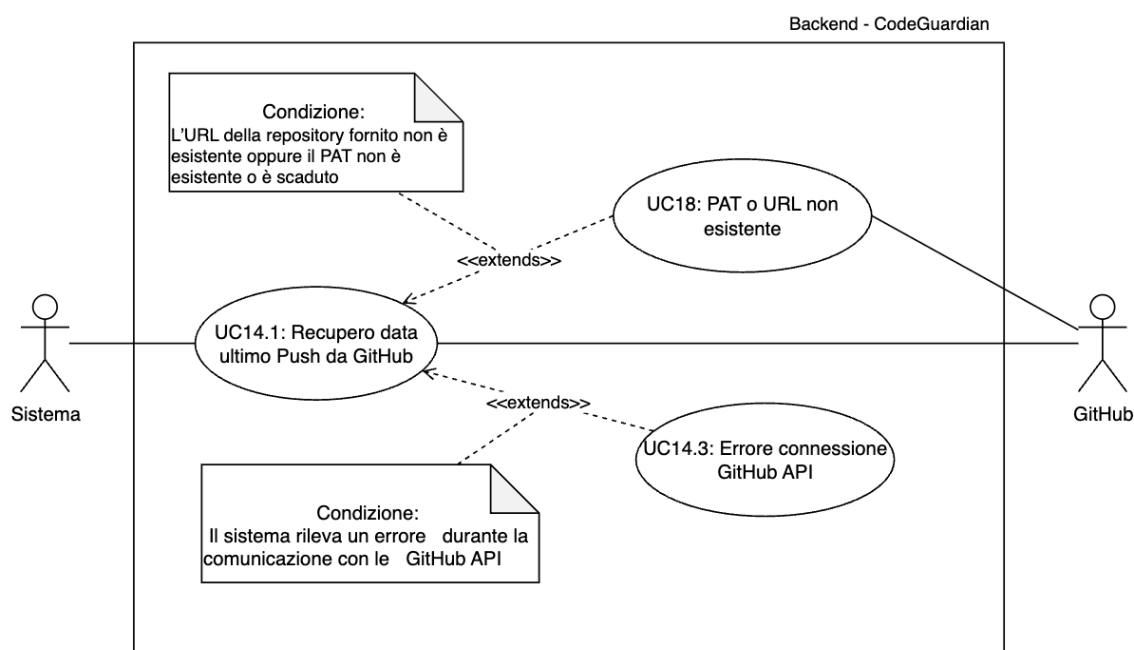 Backend - CodeGuardian
Condizione:
L'URL della repository fornito non è
esistente oppure il PAT non è
esistente o è scaduto
UC18: PAT o URL non
esistente
<<extends>>
UC14.1: Recupero data
ultimo Push da GitHub
Sistema
GitHub
<<extends>>
UC14.3: Errore connessione
GitHub API
Condizione:
Il sistema rileva un errore durante la
comunicazione con le GitHub API